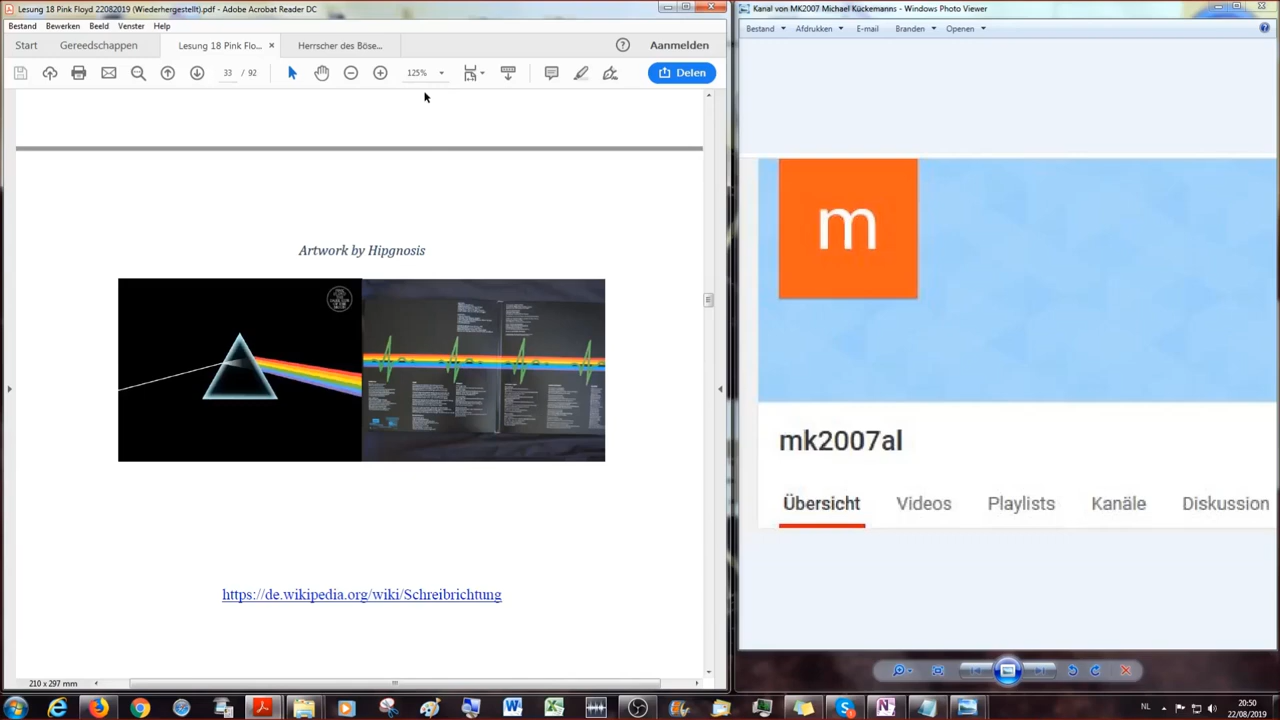 Lesung 18 Pink Floyd 22082019 (Wiederhergestellt).pdf - Adobe Acrobat Reader DC
Bestand Bewerken Beeld Venster Help
Start Gereedschappen Lesung 18 Pink Flo... × Herrscher des Böse... Aanmelden
33 / 92 125% Delen
Artwork by Hipgnosis
https://de.wikipedia.org/wiki/Schreibrichtung
210 x 297 mm
Kanal von MK2007 Michael Kückemanns - Windows Photo Viewer
Bestand Afdrukken E-mail Branden Openen
m
mk2007al
Übersicht Videos Playlists Kanäle Diskussion
NL
20:50
22/08/2019